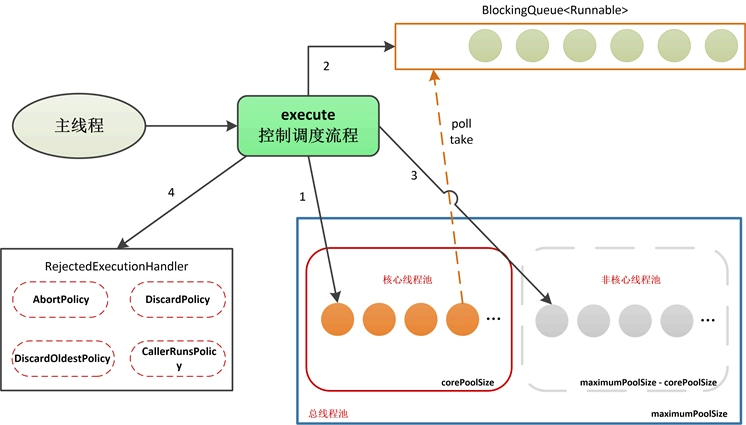 BlockingQueue<Runnable>
2
execute
控制调度流程
主线程
poll
take
3
4
1
RejectedExecutionHandler
AbortPolicy
DiscardPolicy
DiscardOldestPolicy
CallerRunsPolic
y
核心线程池
...
corePoolSize
非核心线程池
...
maximumPoolSize - corePoolSize
总线程池
maximumPoolSize